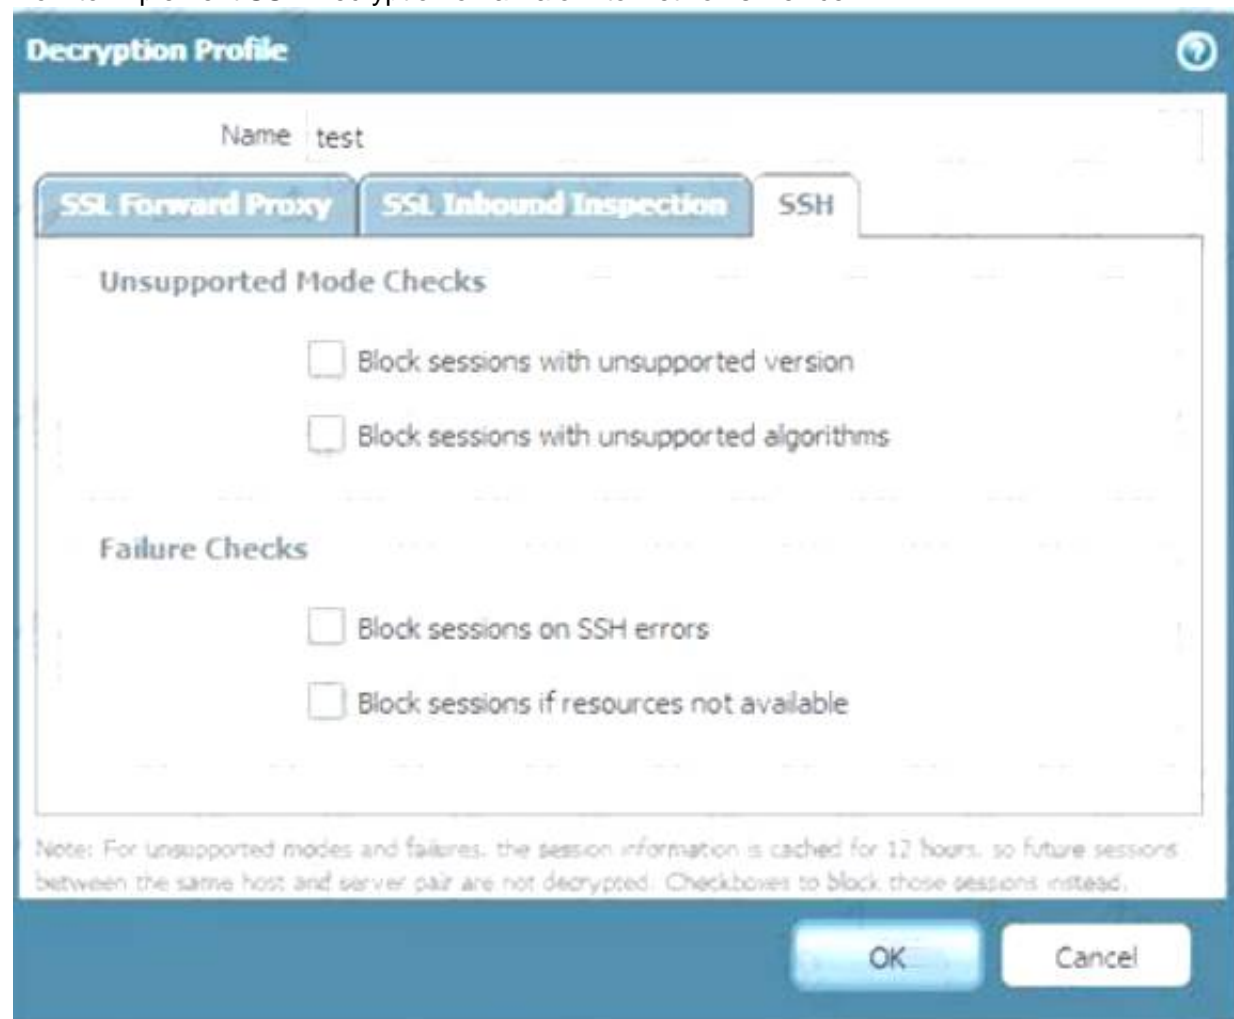 Decryption Profile
Name test
SSL Forward Proxy SSL Inbound Inspection SSH
Unsupported Mode Checks
Block sessions with unsupported version
Block sessions with unsupported algorithms
Failure Checks
Block sessions on SSH errors
Block sessions if resources not available
Note: For unsupported modes and failures, the session information is cached for 12 hours, so future sessions
between the same host and server pair are not decrypted. Checkboxes to block those sessions instead.
OK Cancel